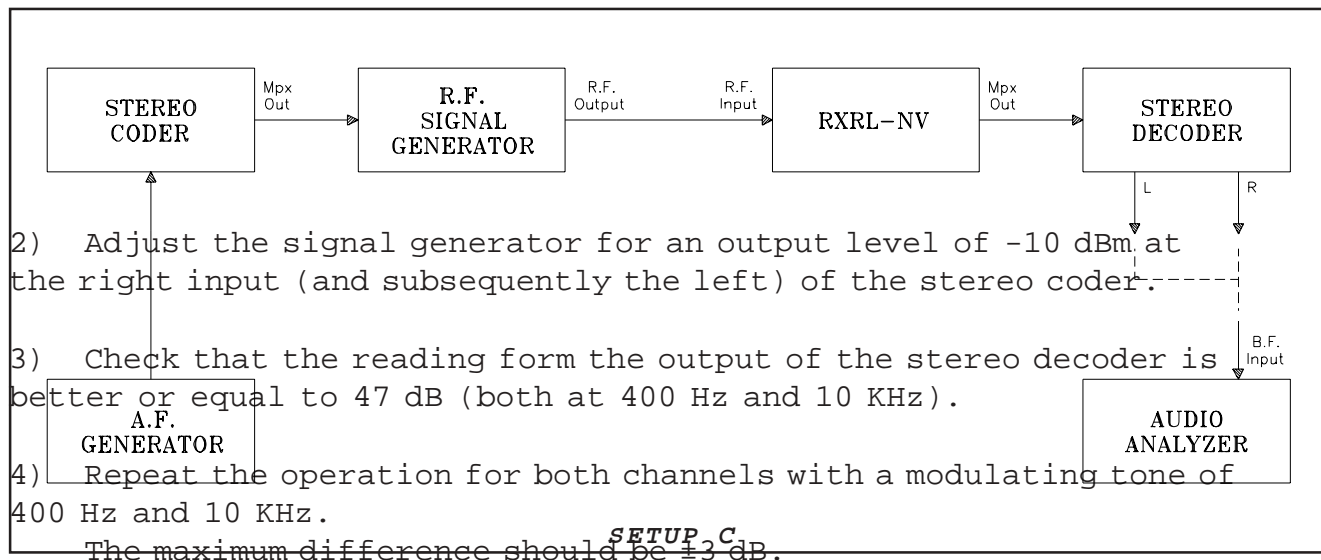 Mpx
Out
R.F.
Output
R.F.
Input
Mpx
Out
STEREO
CODER
R.F.
SIGNAL
GENERATOR
RXRL-NV
STEREO
DECODER
L
R
2) Adjust the signal generator for an output level of -10 dBm at
the right input (and subsequently the left) of the stereo coder.
3) Check that the reading form the output of the stereo decoder is
better or equal to 47 dB (both at 400 Hz and 10 KHz).
B.F.
Input
A.F.
GENERATOR
AUDIO
ANALYZER
4) Repeat the operation for both channels with a modulating tone of
400 Hz and 10 KHz.
SETUP C
The maximum difference should be ±3 dB.